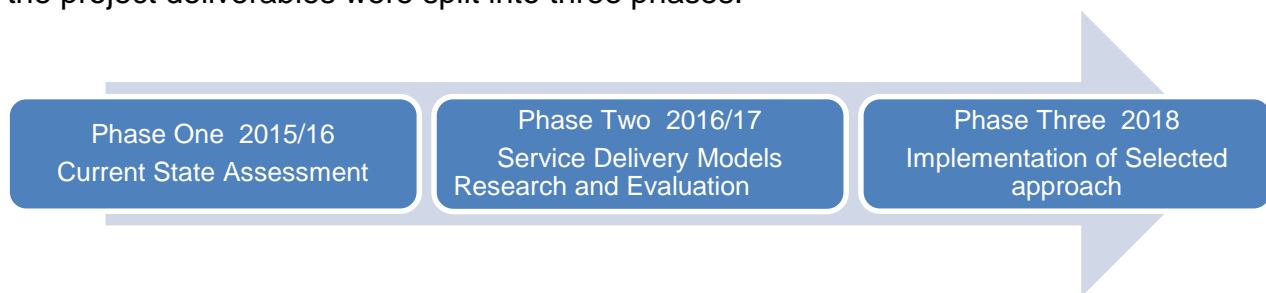 the project deliverables were split into three phases.
Phase One 2015/16
Current State Assessment
Phase Two 2016/17
Service Delivery Models
Research and Evaluation
Phase Three 2018
Implementation of Selected
approach